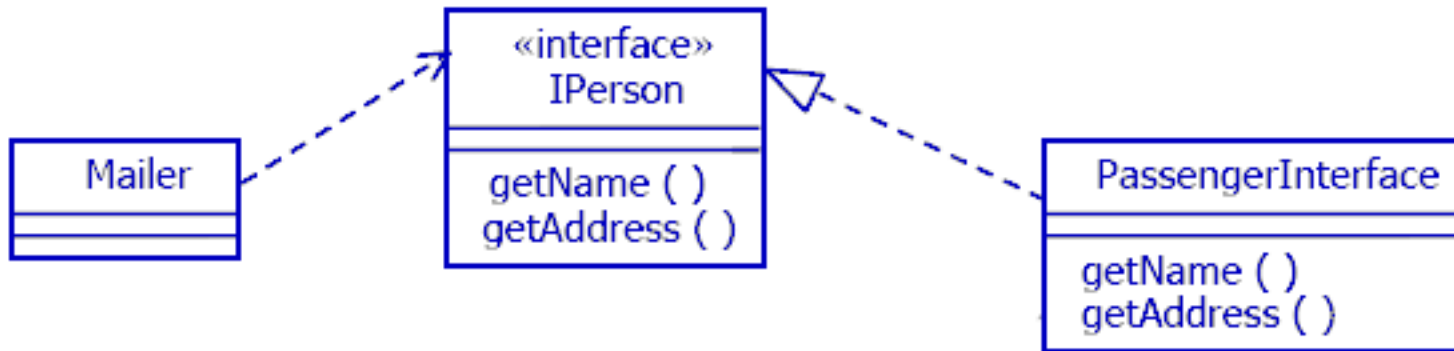 Mailer
«interface»
IPerson
getName ( )
getAddress ( )
PassengerInterface
getName ( )
getAddress ( )